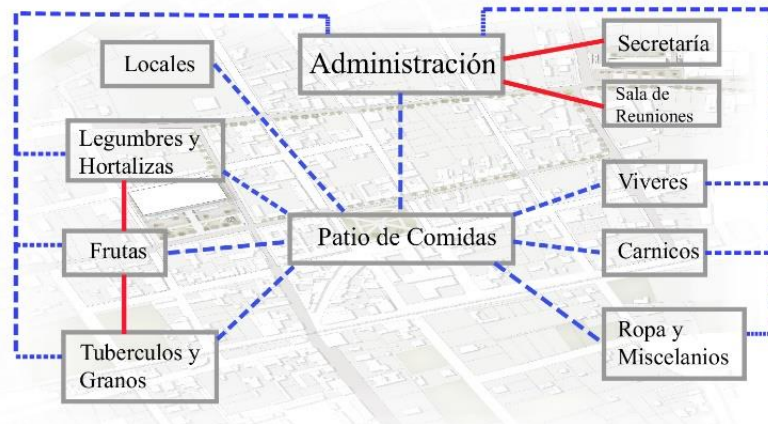 Locales
Administración
Secretaría
Sala de
Reuniones
Legumbres y
Hortalizas
Viveres
Patio de Comidas
Frutas
Carnicos
Tuberculos y
Granos
Ropa y
Miscelanios